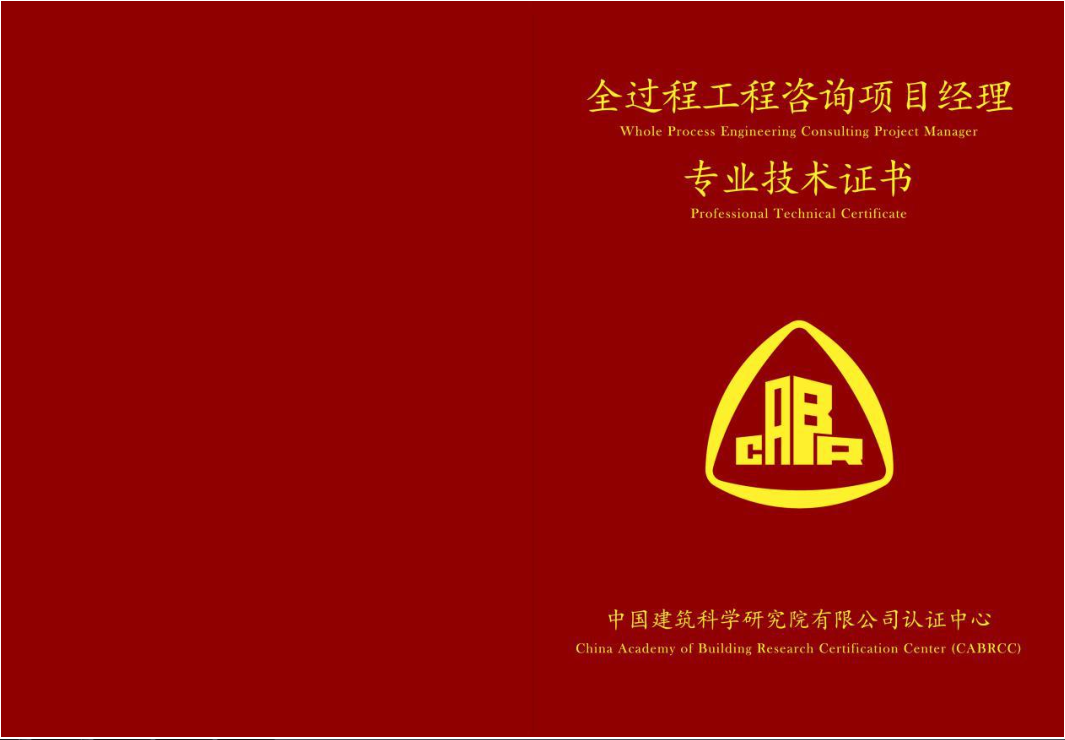 全过程工程咨询项目经理
Whole Process Engineering Consulting Project Manager
专业技术证书
Professional Technical Certificate
CABR
中国建筑科学研究院有限公司认证中心
China Academy of Building Research Certification Center (CABRCC)